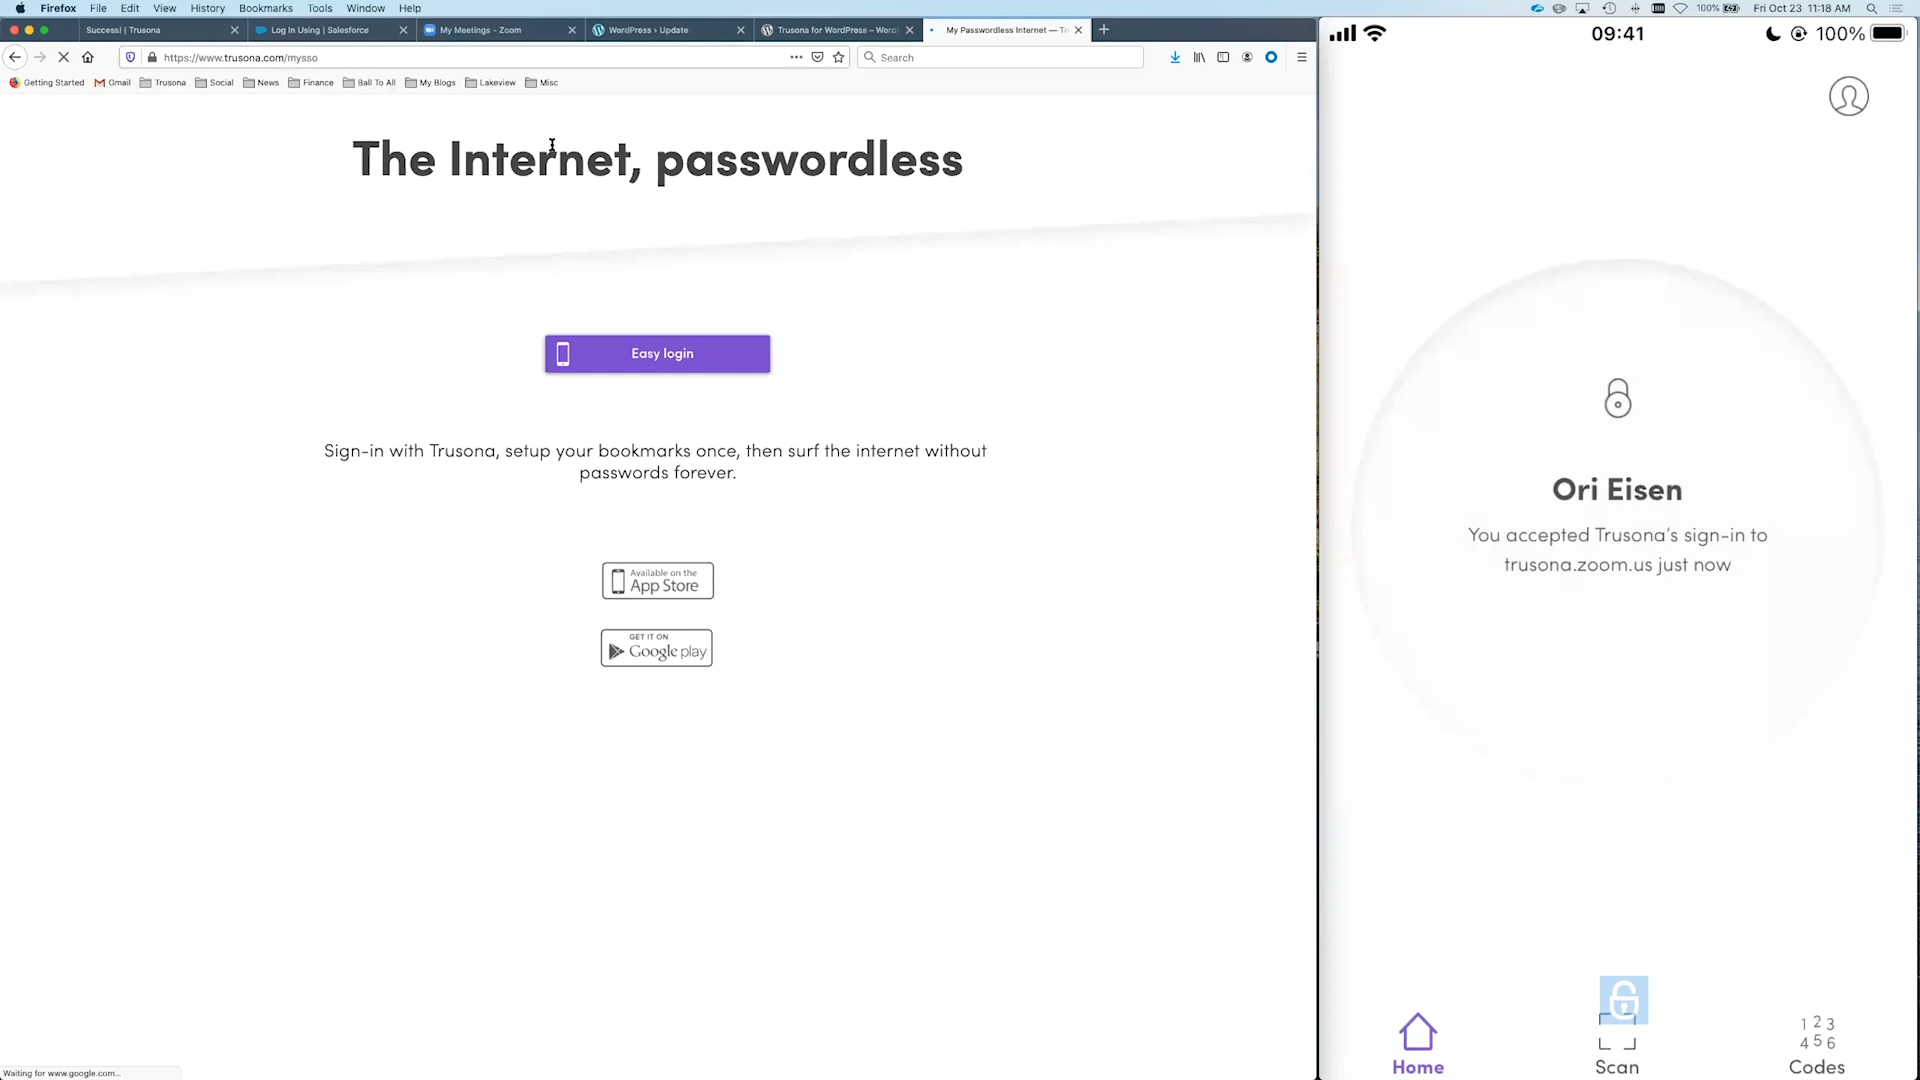 Firefox File Edit View History Bookmarks Tools Window Help 100% Fri Oct 23 11:18 AM
Success! | Trusona Log In Using | Salesforce My Meetings - Zoom WordPress › Update Trusona for WordPress – Word My Passwordless Internet — Tr
https://www.trusona.com/mysso Search
Getting Started Gmail Trusona Social News Finance Ball To All My Blogs Lakeview Misc
The Internet, passwordless
Easy login
Sign-in with Trusona, setup your bookmarks once, then surf the internet without
passwords forever.
Available on the
App Store
GET IT ON
Google play
Waiting for www.google.com...
09:41 100%
Ori Eisen
You accepted Trusona's sign-in to
trusona.zoom.us just now
1 2 3
4 5 6
Home Scan Codes